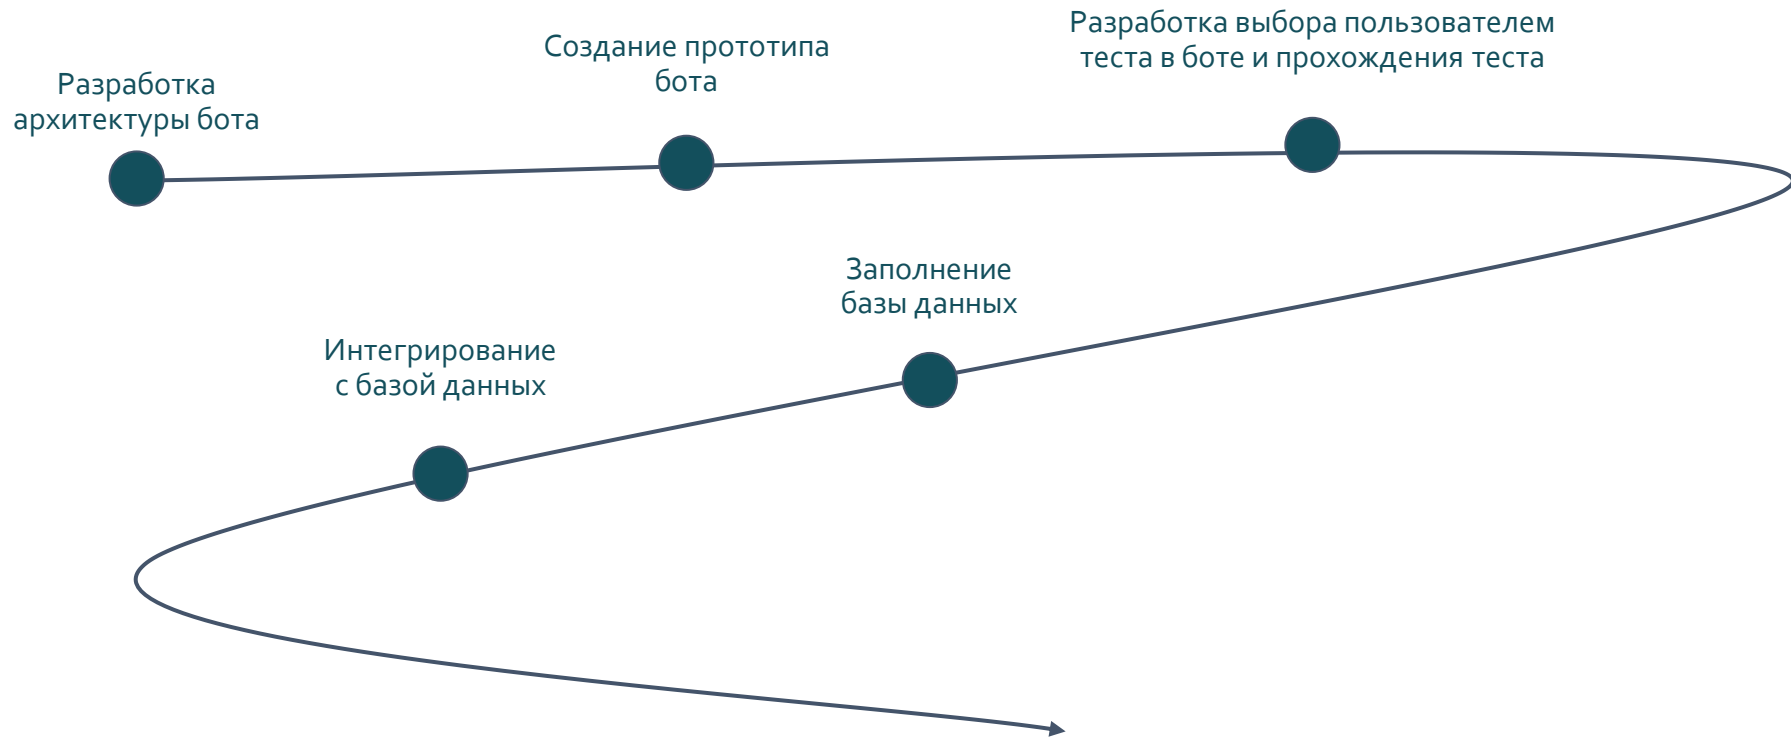 Разработка
архитектуры бота
Создание прототипа
бота
Разработка выбора пользователем
теста в боте и прохождения теста
Заполнение
базы данных
Интегрирование
с базой данных